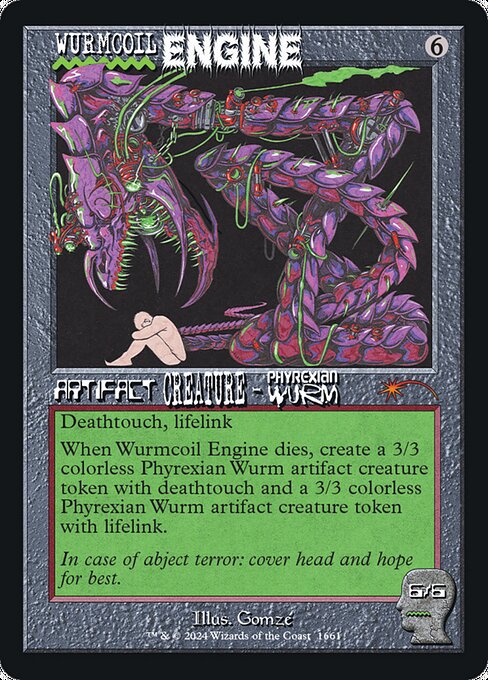 WURMCOIL ENGINE 6
ARTIFACT CREATURE - PHYREXIAN WURM
Deathtouch, lifelink
When Wurmcoil Engine dies, create a 3/3
colorless Phyrexian Wurm artifact creature
token with deathtouch and a 3/3 colorless
Phyrexian Wurm artifact creature token
with lifelink.
In case of abject terror: cover head and hope
for best.
6/6
Illus. Gomze
™ & © 2024 Wizards of the Coast 1661